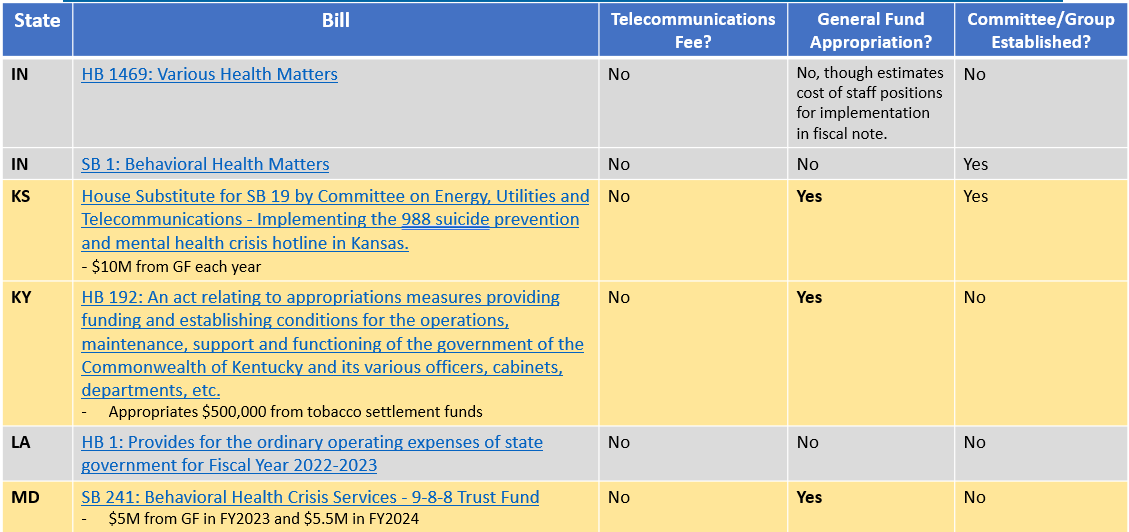 State
Bill
Telecommunications
Fee?
General Fund
Appropriation?
Committee/Group
Established?
IN
HB 1469: Various Health Matters
No
No, though estimates
cost of staff positions
for implementation
in fiscal note.
No
IN
SB 1: Behavioral Health Matters
No
No
Yes
KS
House Substitute for SB 19 by Committee on Energy, Utilities and
Telecommunications - Implementing the 988 suicide prevention
and mental health crisis hotline in Kansas.
- $10M from GF each year
No
Yes
Yes
KY
HB 192: An act relating to appropriations measures providing
funding and establishing conditions for the operations,
maintenance, support and functioning of the government of the
Commonwealth of Kentucky and its various officers, cabinets,
departments, etc.
- Appropriates $500,000 from tobacco settlement funds
No
Yes
No
LA
HB 1: Provides for the ordinary operating expenses of state
government for Fiscal Year 2022-2023
No
No
No
MD
SB 241: Behavioral Health Crisis Services - 9-8-8 Trust Fund
- $5M from GF in FY2023 and $5.5M in FY2024
No
Yes
No